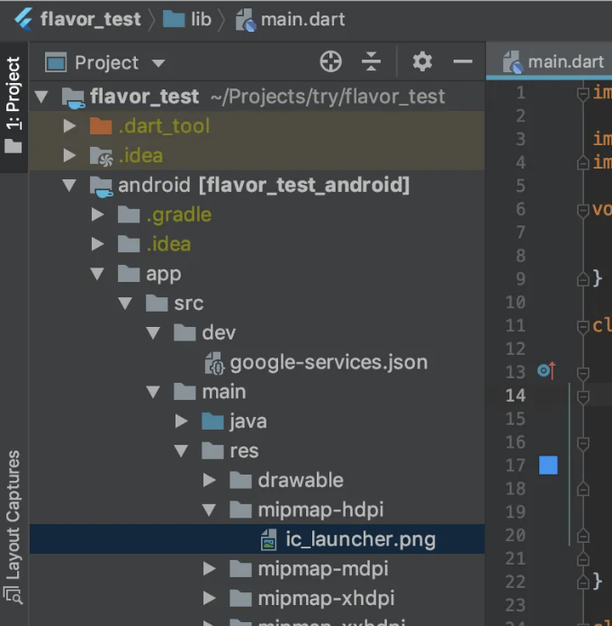 flavor_test lib main.dart
Project
main.dart
1: Project
Layout Captures
flavor_test ~/Projects/try/flavor_test
.dart_tool
.idea
android [flavor_test_android]
.gradle
.idea
app
src
dev
google-services.json
main
java
res
drawable
mipmap-hdpi
ic_launcher.png
mipmap-mdpi
mipmap-xhdpi
1 im
2
3 im
4 im
5
6 vo
7
8
9 }
10
11 cl
12
13
14
15
16
17
18
19
20
21
22 }
23